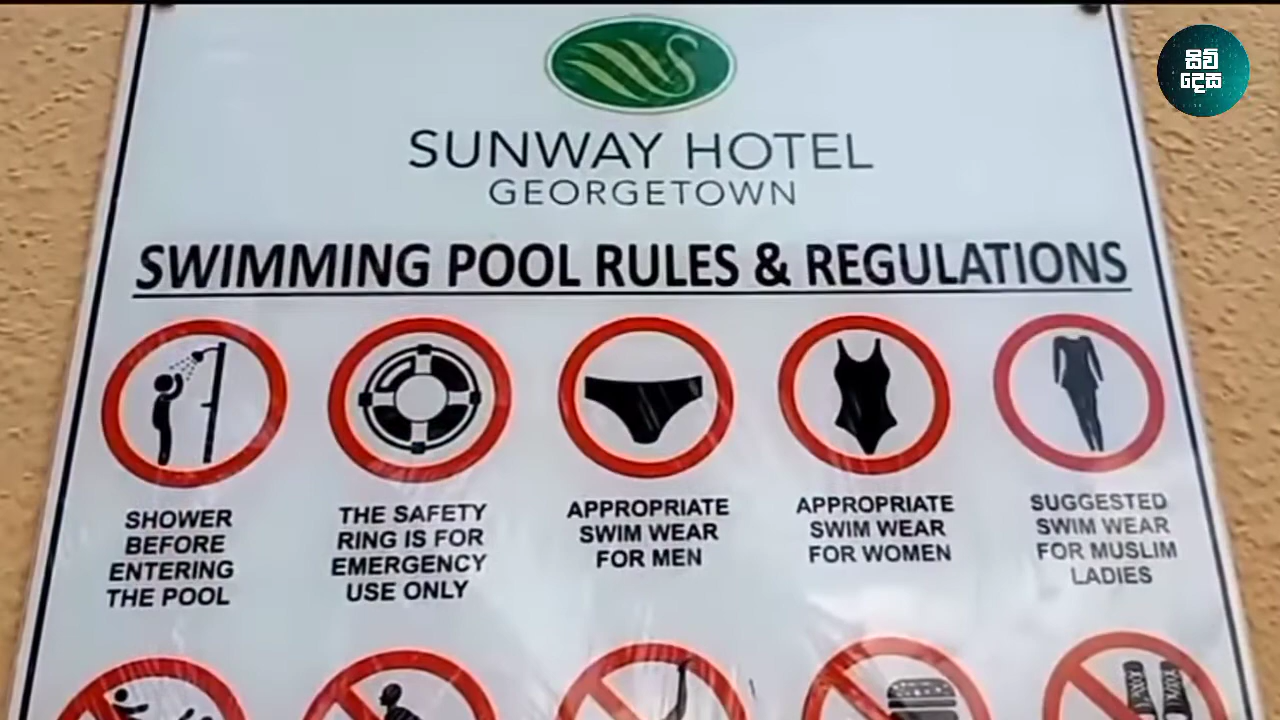 සිව්
දෙස
SUNWAY HOTEL
GEORGETOWN
SWIMMING POOL RULES & REGULATIONS
SHOWER
BEFORE
ENTERING
THE POOL
THE SAFETY
RING IS FOR
EMERGENCY
USE ONLY
APPROPRIATE
SWIM WEAR
FOR MEN
APPROPRIATE
SWIM WEAR
FOR WOMEN
SUGGESTED
SWIM WEAR
FOR MUSLIM
LADIES